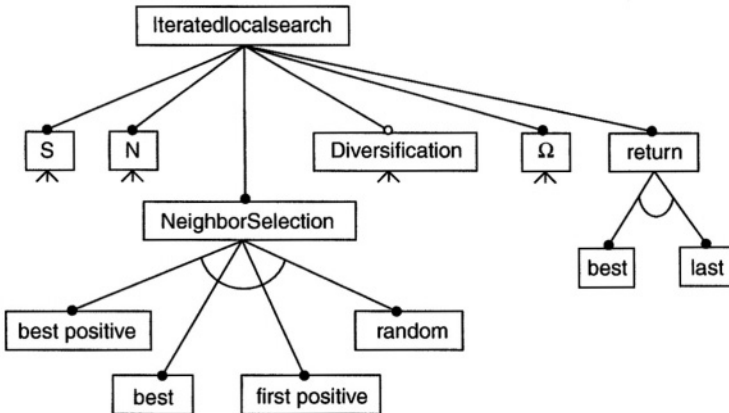 Iteratedlocalsearch
S
N
Diversification
Ω
return
NeighborSelection
best
last
best positive
random
best
first positive